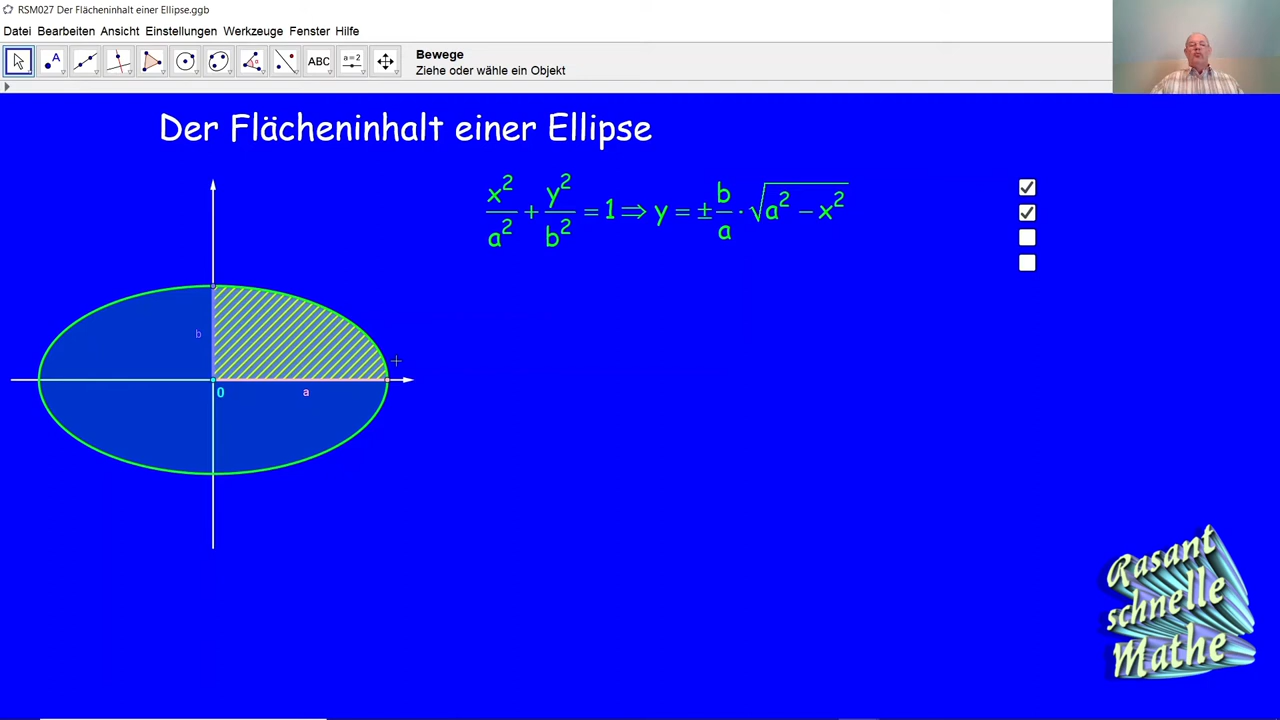 RSM027 Der Flächeninhalt einer Ellipse.ggb
Datei Bearbeiten Ansicht Einstellungen Werkzeuge Fenster Hilfe
A
ABC
a=2
Bewege
Ziehe oder wähle ein Objekt
Der Flächeninhalt einer Ellipse
x²/a² + y²/b² = 1 ⇒ y = ± b/a · √(a² − x²)
b
0
a
Rasant
schnelle
Mathe